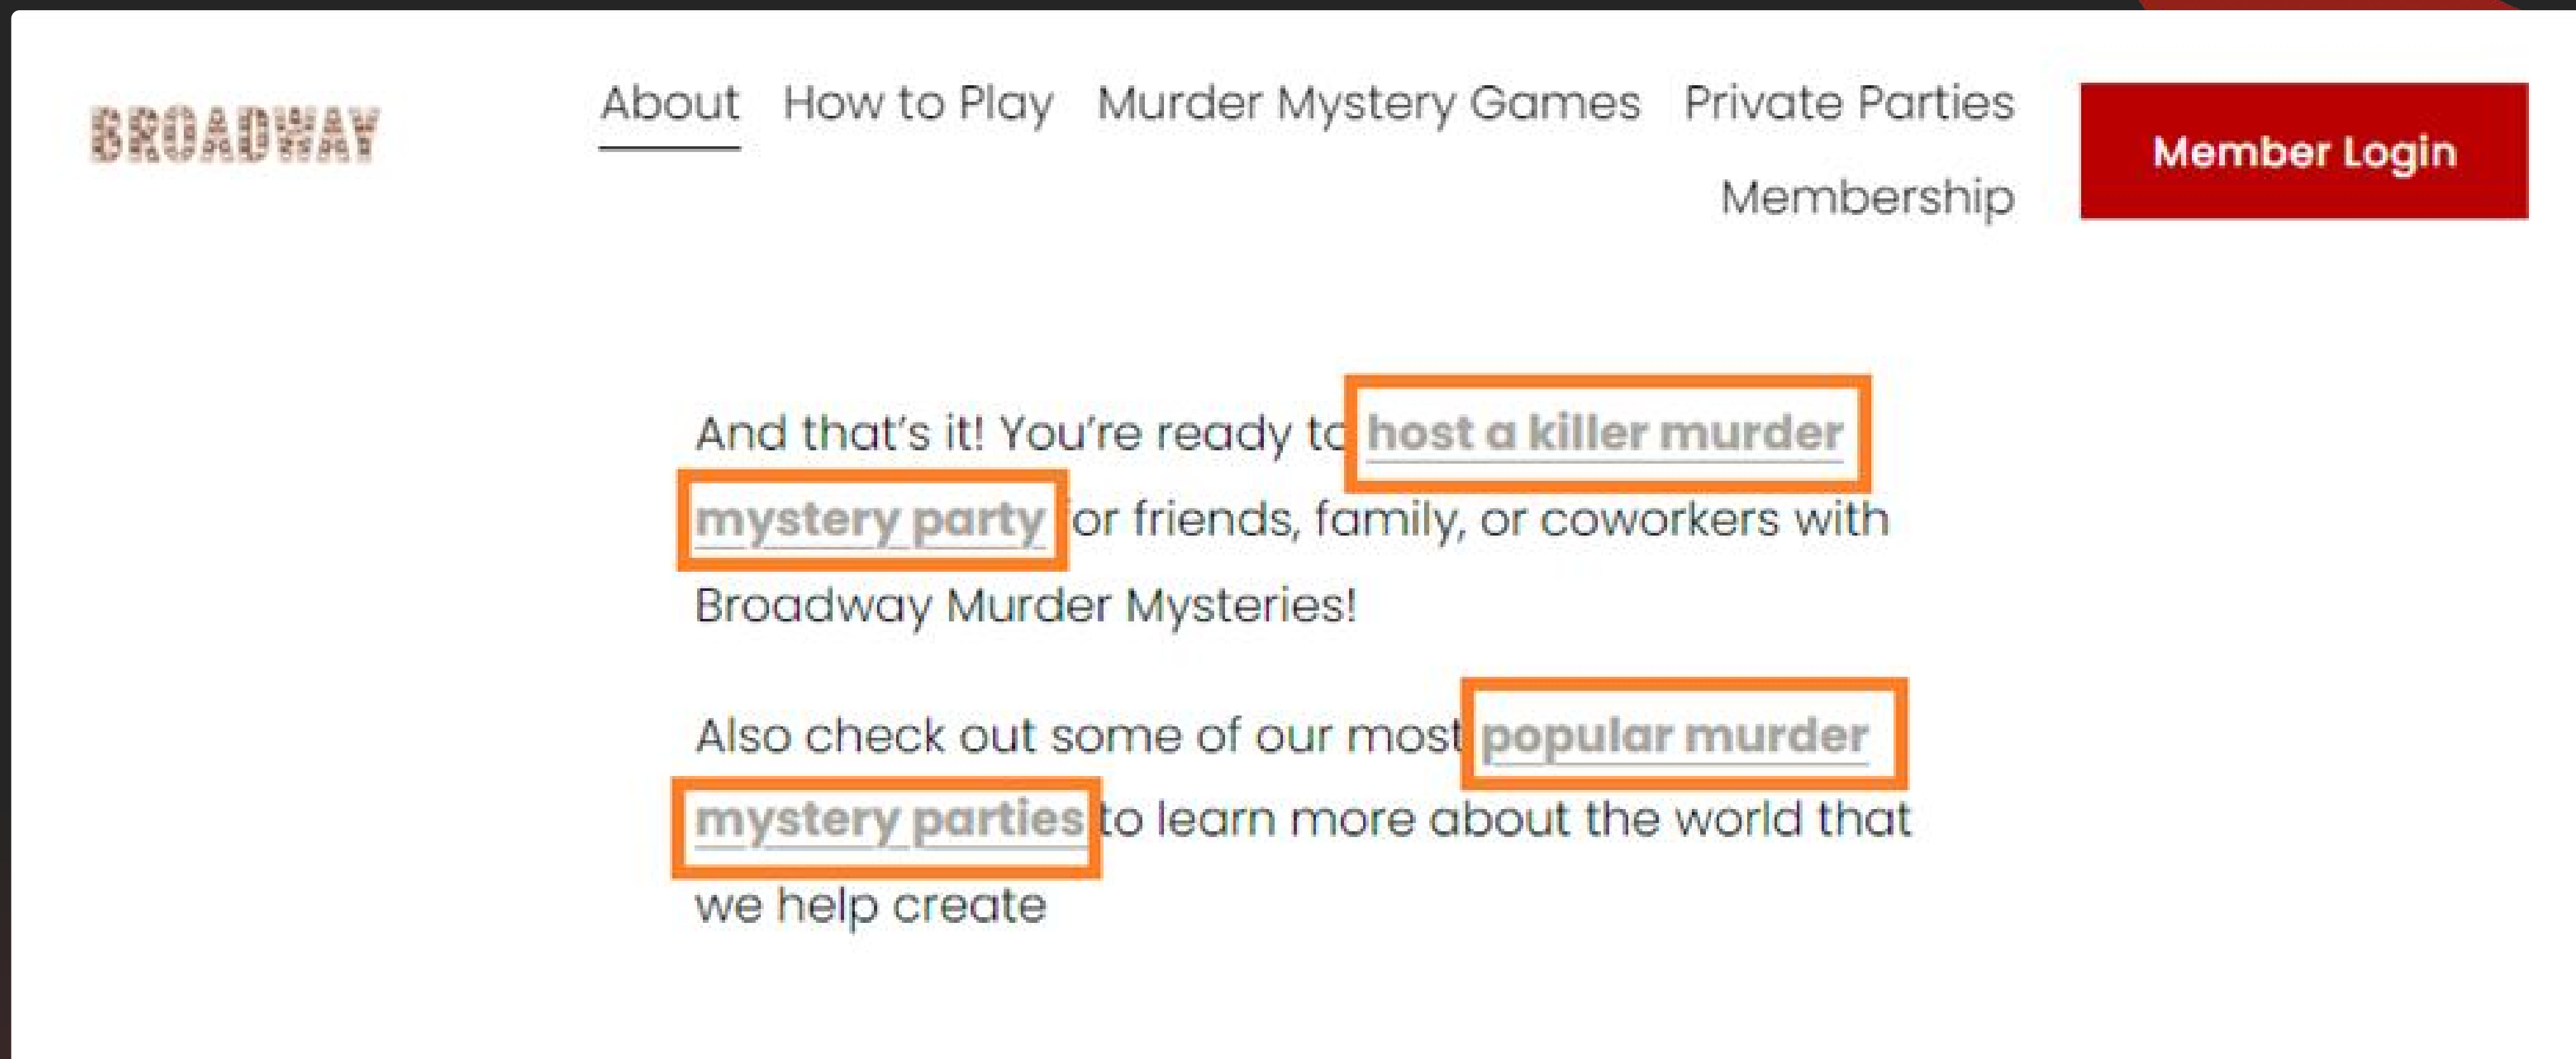 BROADWAY
About How to Play Murder Mystery Games Private Parties
Membership
Member Login
And that's it! You're ready to host a killer murder
mystery party for friends, family, or coworkers with
Broadway Murder Mysteries!
Also check out some of our most popular murder
mystery parties to learn more about the world that
we help create